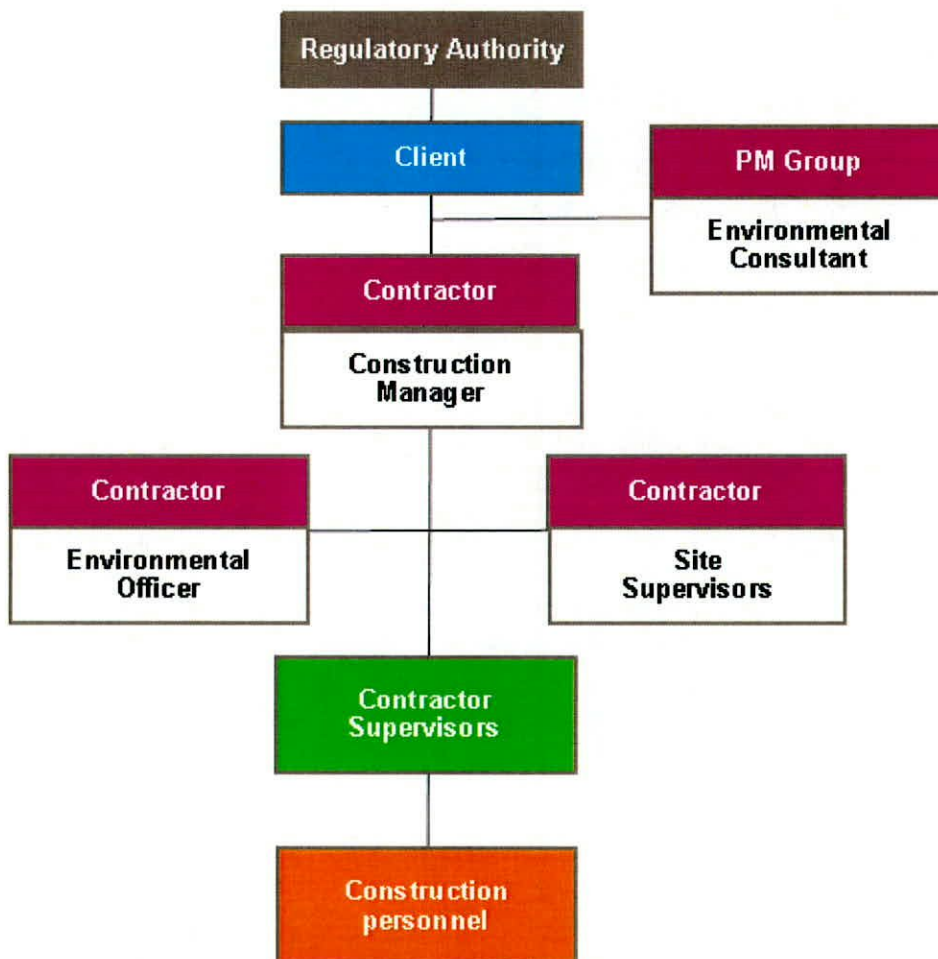 Regulatory Authority
Client
PM Group
Environmental
Consultant
Contractor
Construction
Manager
Contractor
Environmental
Officer
Contractor
Site
Supervisors
Contractor
Supervisors
Construction
personnel